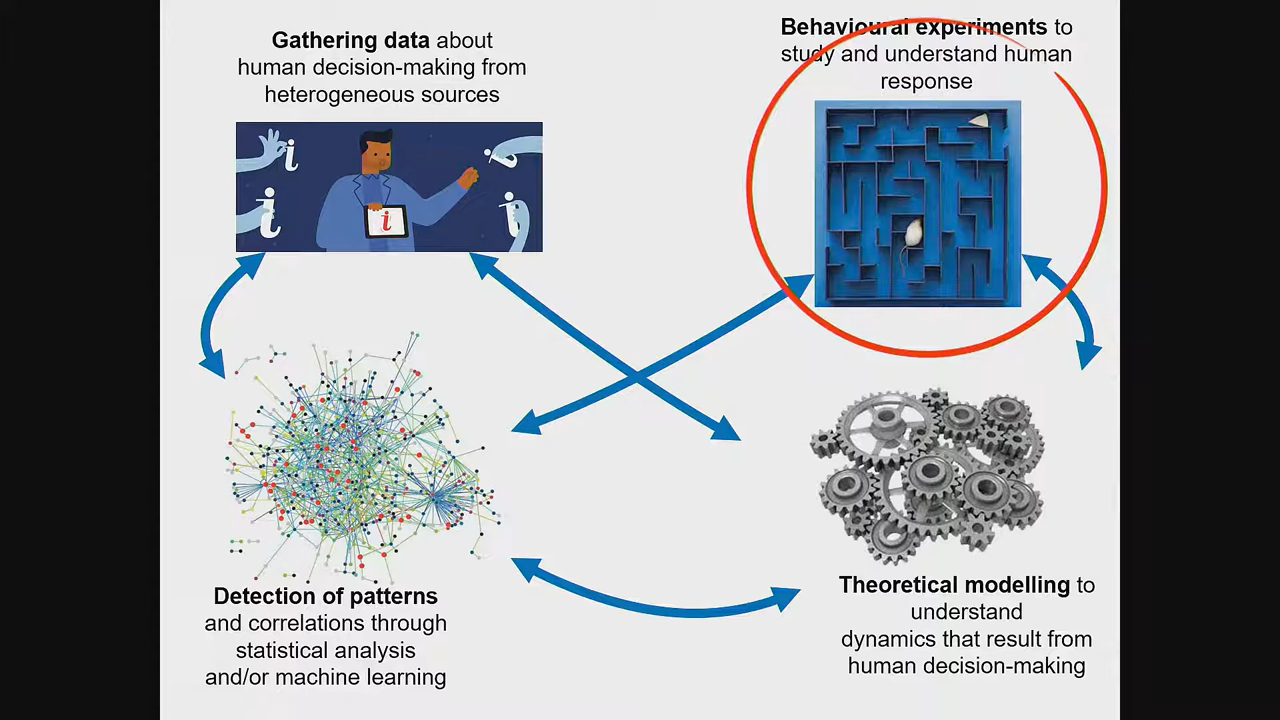 Gathering data about
human decision-making from
heterogeneous sources
Behavioural experiments to
study and understand human
response
i
i
i
i
i
Detection of patterns
and correlations through
statistical analysis
and/or machine learning
Theoretical modelling to
understand
dynamics that result from
human decision-making